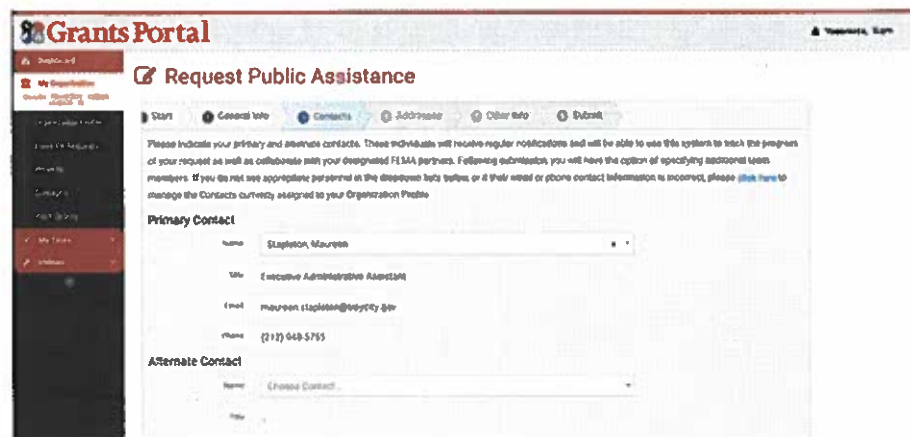 Grants Portal
Dashboard
My Organization
Request Public Assistance
Start General Info Contacts Addresses Other Info Submit
Please indicate your primary and alternate contacts. These individuals will receive regular notifications and will be able to use this system to track the progress
of your request as well as collaborate with your designated FEMA partners. Following submission, you will have the option of specifying additional team
members. If you do not see appropriate personnel in the dropdown lists below, or if their email or phone contact information is incorrect, please click here to
manage the Contacts currently assigned to your Organization Profile
Primary Contact
Name Stapleton, Maureen
Title Executive Administrative Assistant
Email
Phone
Alternate Contact
Name Choose Contact...
Title